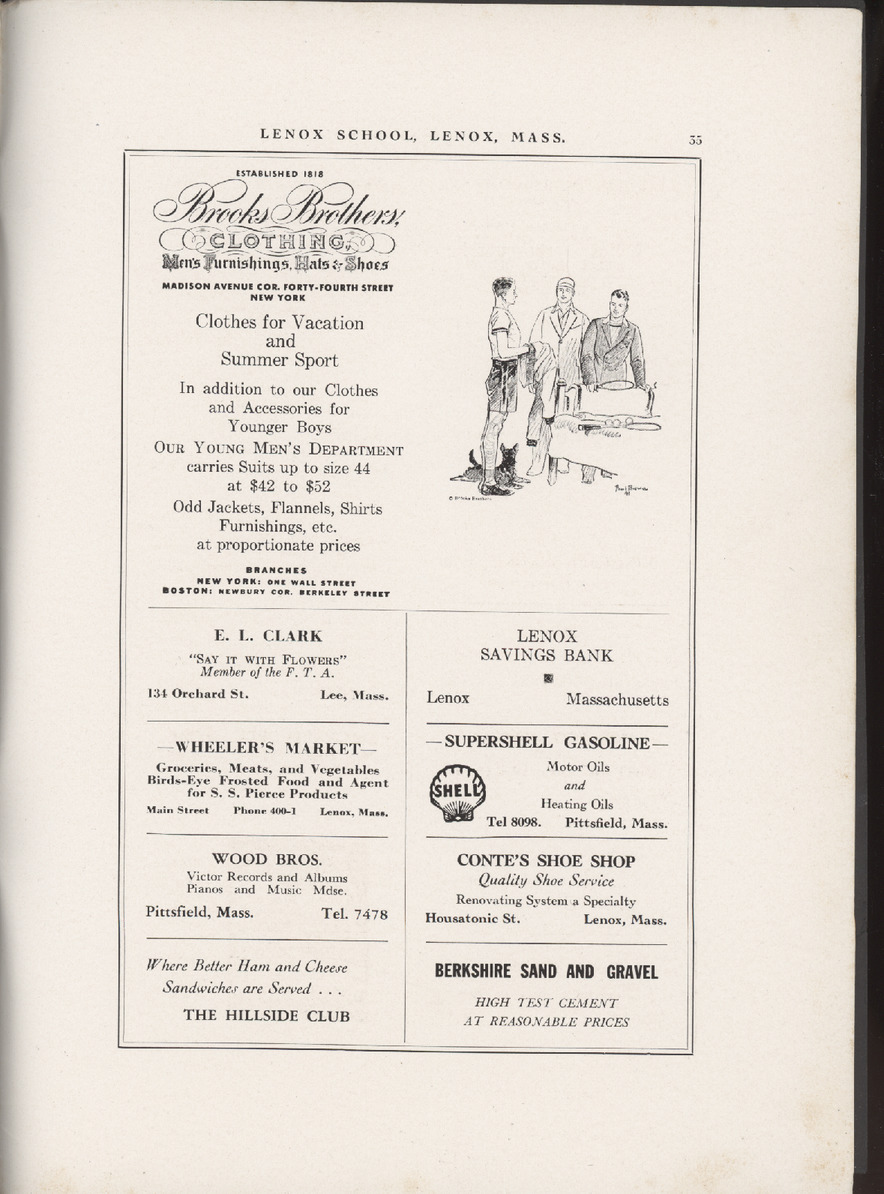 LENOX SCHOOL, LENOX, MASS.
35
ESTABLISHED 1818
Brooks Brothers,
CLOTHING,
Men's Furnishings, Hats & Shoes
MADISON AVENUE COR. FORTY-FOURTH STREET
NEW YORK
Clothes for Vacation
and
Summer Sport
In addition to our Clothes
and Accessories for
Younger Boys
OUR YOUNG MEN'S DEPARTMENT
carries Suits up to size 44
at $42 to $52
Odd Jackets, Flannels, Shirts
Furnishings, etc.
at proportionate prices
BRANCHES
NEW YORK: ONE WALL STREET
BOSTON: NEWBURY COR. BERKELEY STREET
© Brooks Brothers
E. L. CLARK
"SAY IT WITH FLOWERS"
Member of the F. T. A.
134 Orchard St. Lee, Mass.
—WHEELER'S MARKET—
Groceries, Meats, and Vegetables
Birds-Eye Frosted Food and Agent
for S. S. Pierce Products
Main Street Phone 400-1 Lenox, Mass.
WOOD BROS.
Victor Records and Albums
Pianos and Music Mdse.
Pittsfield, Mass. Tel. 7478
Where Better Ham and Cheese
Sandwiches are Served . . .
THE HILLSIDE CLUB
LENOX
SAVINGS BANK
Lenox Massachusetts
—SUPERSHELL GASOLINE—
SHELL
Motor Oils
and
Heating Oils
Tel 8098. Pittsfield, Mass.
CONTE'S SHOE SHOP
Quality Shoe Service
Renovating System a Specialty
Housatonic St. Lenox, Mass.
BERKSHIRE SAND AND GRAVEL
HIGH TEST CEMENT
AT REASONABLE PRICES